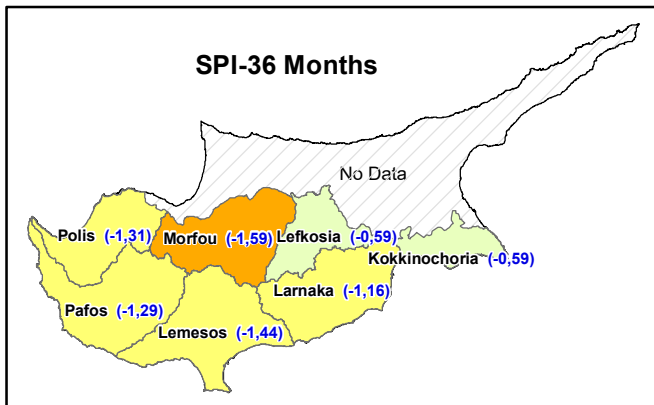 SPI-36 Months
No Data
Polis (-1,31)
Morfou (-1,59)
Lefkosia (-0,59)
Kokkinochoria (-0,59)
Pafos (-1,29)
Larnaka (-1,16)
Lemesos (-1,44)